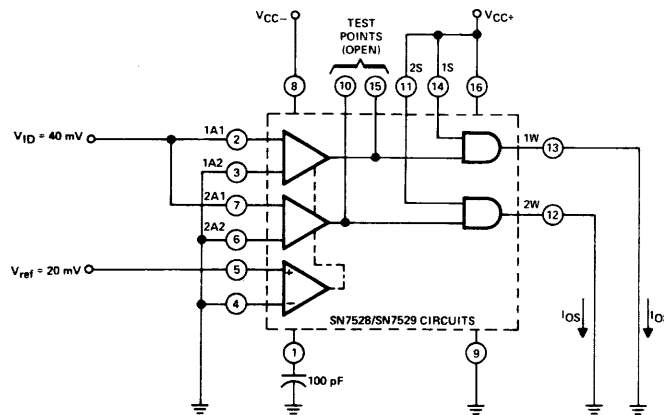 VCC–
VCC+
TEST
POINTS
(OPEN)
2S
1S
8
10
15
11
14
16
VID = 40 mV
1A1
2
1A2
3
2A1
7
2A2
6
Vref = 20 mV
5
+
4
–
1W
13
2W
12
SN7528/SN7529 CIRCUITS
IOS
IOS
1
9
100 pF